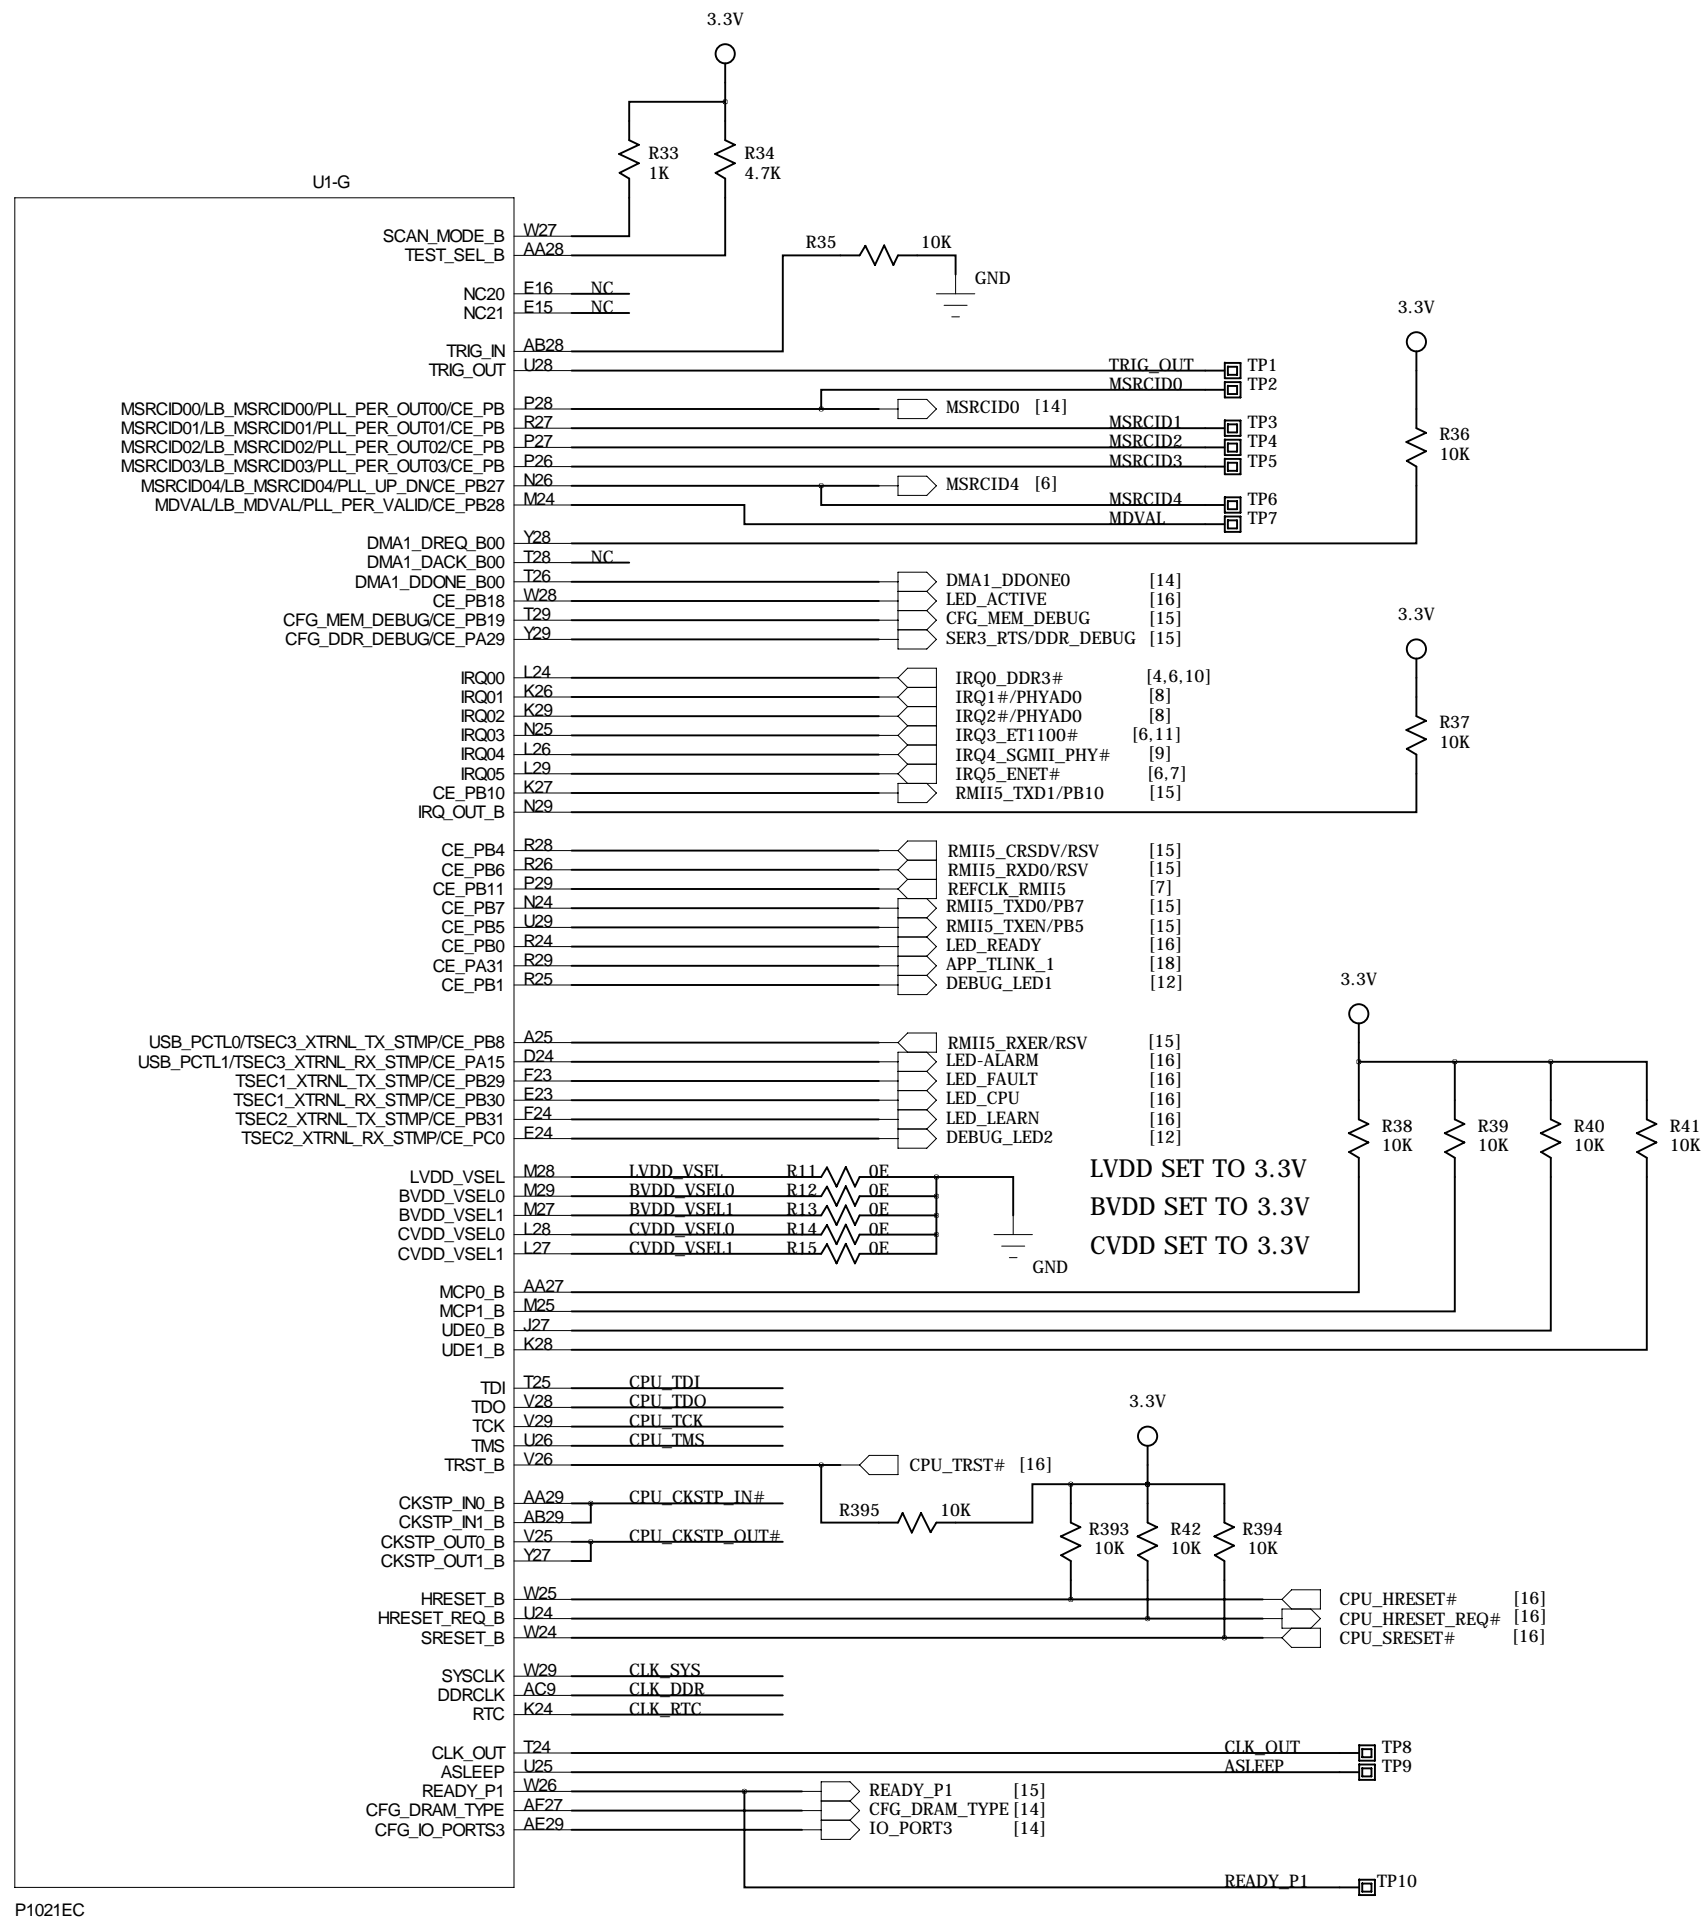 3.3V
R33
1K
R34
4.7K
U1-G
SCAN_MODE_B W27
TEST_SEL_B AA28
R35 10K
GND
NC20 E16 NC
NC21 E15 NC
3.3V
TRIG_IN AB28
TRIG_OUT U28 TRIG_OUT TP1
MSRCID0 TP2
MSRCID00/LB_MSRCID00/PLL_PER_OUT00/CE_PB P28 MSRCID0 [14]
MSRCID01/LB_MSRCID01/PLL_PER_OUT01/CE_PB R27 MSRCID1 TP3
MSRCID02/LB_MSRCID02/PLL_PER_OUT02/CE_PB P27 MSRCID2 TP4
MSRCID03/LB_MSRCID03/PLL_PER_OUT03/CE_PB P26 MSRCID3 TP5
R36
10K
MSRCID04/LB_MSRCID04/PLL_UP_DN/CE_PB27 N26 MSRCID4 [6]
MSRCID4 TP6
MDVAL/LB_MDVAL/PLL_PER_VALID/CE_PB28 M24 MDVAL TP7
DMA1_DREQ_B00 Y28
DMA1_DACK_B00 T28 NC
DMA1_DDONE_B00 T26 DMA1_DDONE0 [14]
CE_PB18 W28 LED_ACTIVE [16]
CFG_MEM_DEBUG/CE_PB19 T29 CFG_MEM_DEBUG [15]
CFG_DDR_DEBUG/CE_PA29 Y29 SER3_RTS/DDR_DEBUG [15]
3.3V
IRQ00 L24 IRQ0_DDR3# [4,6,10]
IRQ01 K26 IRQ1#/PHYAD0 [8]
IRQ02 K29 IRQ2#/PHYAD0 [8]
IRQ03 N25 IRQ3_ET1100# [6,11]
IRQ04 L26 IRQ4_SGMII_PHY# [9]
IRQ05 L29 IRQ5_ENET# [6,7]
CE_PB10 K27 RMII5_TXD1/PB10 [15]
IRQ_OUT_B N29
R37
10K
CE_PB4 R28 RMII5_CRSDV/RSV [15]
CE_PB6 R26 RMII5_RXD0/RSV [15]
CE_PB11 P29 REFCLK_RMII5 [7]
CE_PB7 N24 RMII5_TXD0/PB7 [15]
CE_PB5 U29 RMII5_TXEN/PB5 [15]
CE_PB0 R24 LED_READY [16]
CE_PA31 R29 APP_TLINK_1 [18]
CE_PB1 R25 DEBUG_LED1 [12]
3.3V
USB_PCTL0/TSEC3_XTRNL_TX_STMP/CE_PB8 A25 RMII5_RXER/RSV [15]
USB_PCTL1/TSEC3_XTRNL_RX_STMP/CE_PA15 D24 LED-ALARM [16]
TSEC1_XTRNL_TX_STMP/CE_PB29 F23 LED_FAULT [16]
TSEC1_XTRNL_RX_STMP/CE_PB30 E23 LED_CPU [16]
TSEC2_XTRNL_TX_STMP/CE_PB31 F24 LED_LEARN [16]
TSEC2_XTRNL_RX_STMP/CE_PC0 E24 DEBUG_LED2 [12]
R38 R39 R40 R41
10K 10K 10K 10K
LVDD_VSEL M28 LVDD_VSEL R11 0E
BVDD_VSEL0 M29 BVDD_VSEL0 R12 0E
BVDD_VSEL1 M27 BVDD_VSEL1 R13 0E
CVDD_VSEL0 L28 CVDD_VSEL0 R14 0E
CVDD_VSEL1 L27 CVDD_VSEL1 R15 0E
GND
LVDD SET TO 3.3V
BVDD SET TO 3.3V
CVDD SET TO 3.3V
MCP0_B AA27
MCP1_B M25
UDE0_B J27
UDE1_B K28
TDI T25 CPU_TDI
TDO V28 CPU_TDO
TCK V29 CPU_TCK
TMS U26 CPU_TMS
TRST_B V26 CPU_TRST# [16]
3.3V
CKSTP_IN0_B AA29 CPU_CKSTP_IN#
CKSTP_IN1_B AB29
CKSTP_OUT0_B V25 CPU_CKSTP_OUT#
CKSTP_OUT1_B Y27
R395 10K
R393 R42 R394
10K 10K 10K
HRESET_B W25 CPU_HRESET# [16]
HRESET_REQ_B U24 CPU_HRESET_REQ# [16]
SRESET_B W24 CPU_SRESET# [16]
SYSCLK W29 CLK_SYS
DDRCLK AC9 CLK_DDR
RTC K24 CLK_RTC
CLK_OUT T24 CLK_OUT TP8
ASLEEP U25 ASLEEP TP9
READY_P1 W26 READY_P1 [15]
CFG_DRAM_TYPE AF27 CFG_DRAM_TYPE [14]
CFG_IO_PORTS3 AE29 IO_PORT3 [14]
READY_P1 TP10
P1021EC